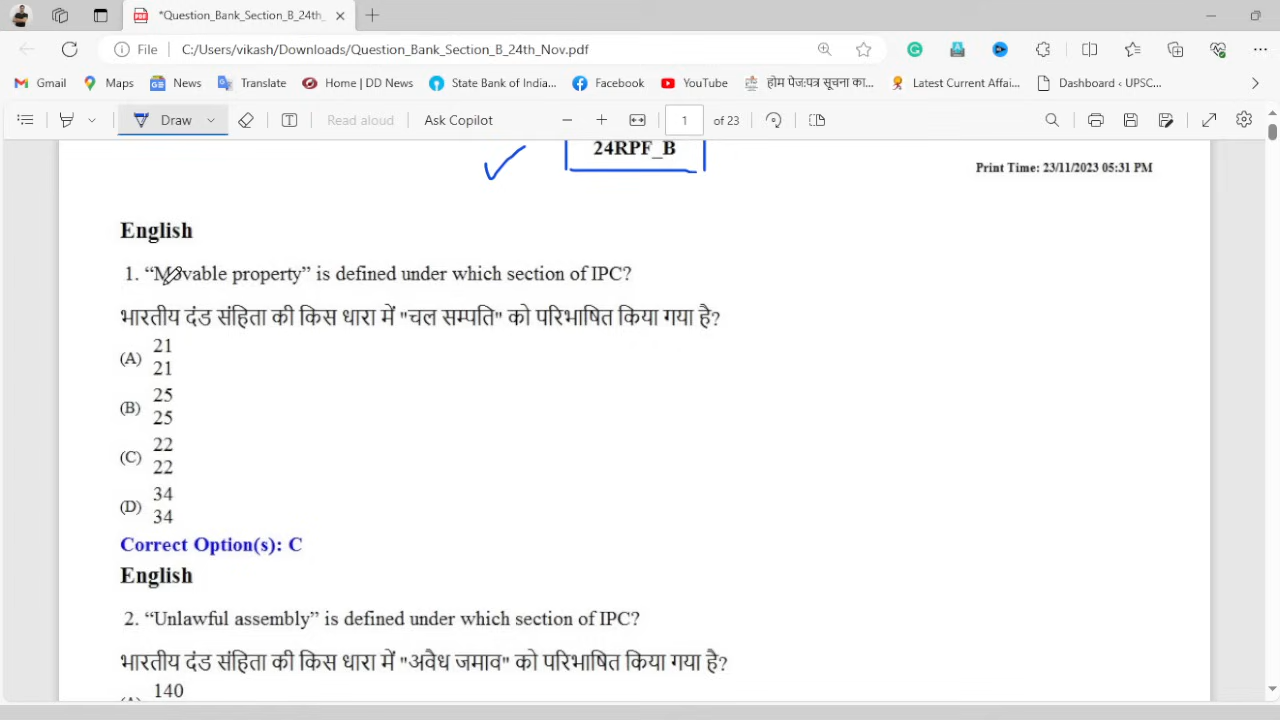 *Question_Bank_Section_B_24th_
File C:/Users/vikash/Downloads/Question_Bank_Section_B_24th_Nov.pdf
Gmail Maps News Translate Home | DD News State Bank of India... Facebook YouTube होम पेज:पत्र सूचना का... Latest Current Affai... Dashboard ‹ UPSC...
Draw Read aloud Ask Copilot 1 of 23
24RPF_B
Print Time: 23/11/2023 05:31 PM
English
1. “Movable property” is defined under which section of IPC?
भारतीय दंड संहिता की किस धारा में "चल सम्पति" को परिभाषित किया गया है?
(A) 21
21
(B) 25
25
(C) 22
22
(D) 34
34
Correct Option(s): C
English
2. “Unlawful assembly” is defined under which section of IPC?
भारतीय दंड संहिता की किस धारा में "अवैध जमाव" को परिभाषित किया गया है?
140